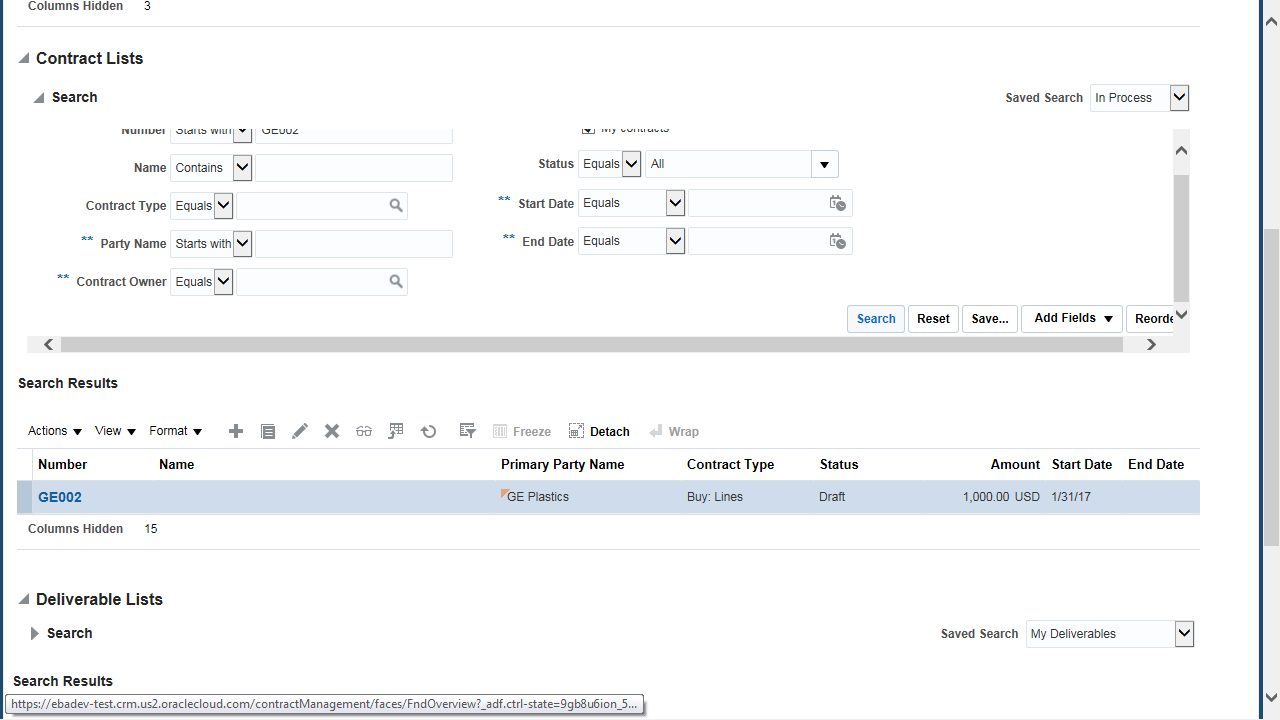 Columns Hidden 3
Contract Lists
Search
Saved Search In Process
Number Starts with GE002 My contracts
Name Contains Status Equals All
Contract Type Equals ** Start Date Equals
** Party Name Starts with ** End Date Equals
** Contract Owner Equals
Search Reset Save... Add Fields Reorde
Search Results
Actions View Format Freeze Detach Wrap
Number Name Primary Party Name Contract Type Status Amount Start Date End Date
GE002 GE Plastics Buy: Lines Draft 1,000.00 USD 1/31/17
Columns Hidden 15
Deliverable Lists
Search Saved Search My Deliverables
Search Results
https://ebadev-test.crm.us2.oraclecloud.com/contractManagement/faces/FndOverview?_adf.ctrl-state=9gb8u6ion_5...